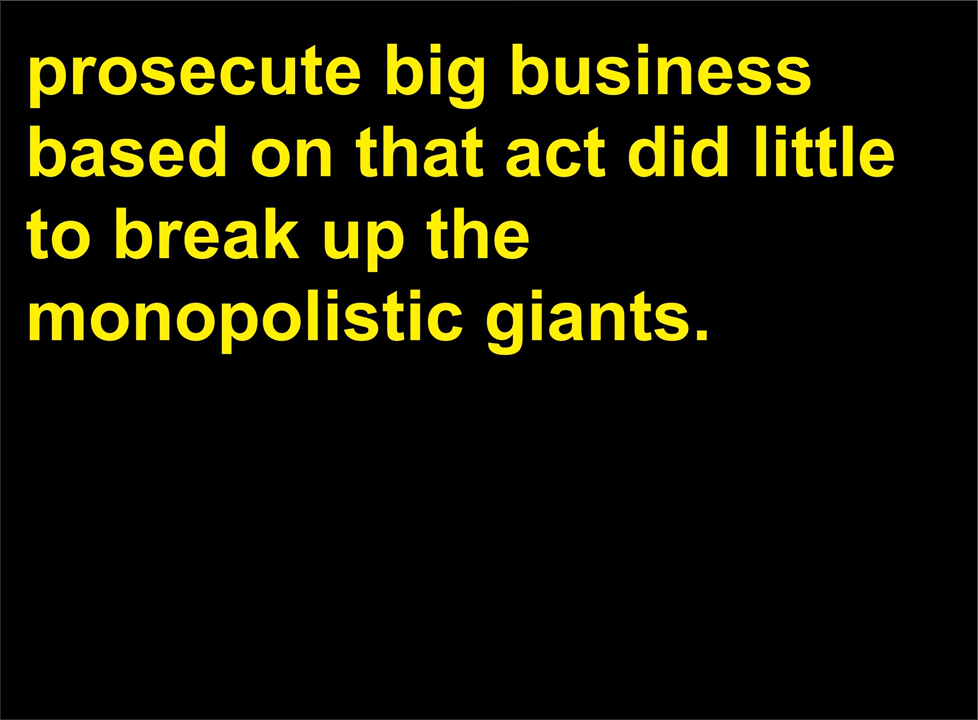 prosecute big business
based on that act did little
to break up the
monopolistic giants.